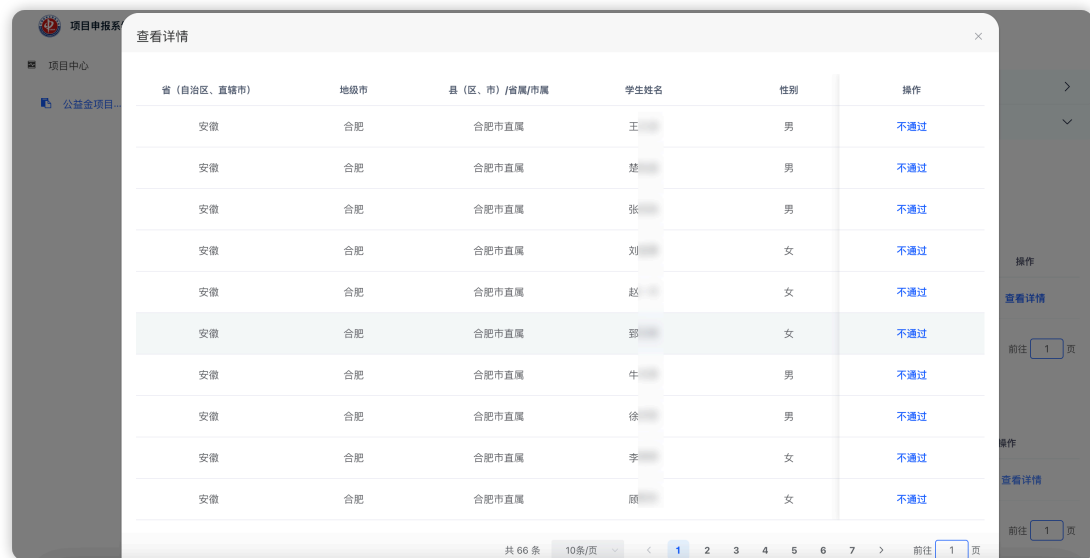 项目申报系
查看详情
项目中心
公益金项目...
省（自治区、直辖市） 地级市 县（区、市）/省属/市属 学生姓名 性别 操作
安徽 合肥 合肥市直属 王 男 不通过
安徽 合肥 合肥市直属 楚 男 不通过
安徽 合肥 合肥市直属 张 男 不通过
安徽 合肥 合肥市直属 刘 女 不通过
操作
安徽 合肥 合肥市直属 赵 女 不通过
查看详情
安徽 合肥 合肥市直属 郅 女 不通过
前往 1 页
安徽 合肥 合肥市直属 牛 男 不通过
安徽 合肥 合肥市直属 徐 男 不通过
操作
安徽 合肥 合肥市直属 李 女 不通过
查看详情
安徽 合肥 合肥市直属 顾 女 不通过
前往 1 页
共 66 条 10条/页 1 2 3 4 5 6 7 前往 1 页